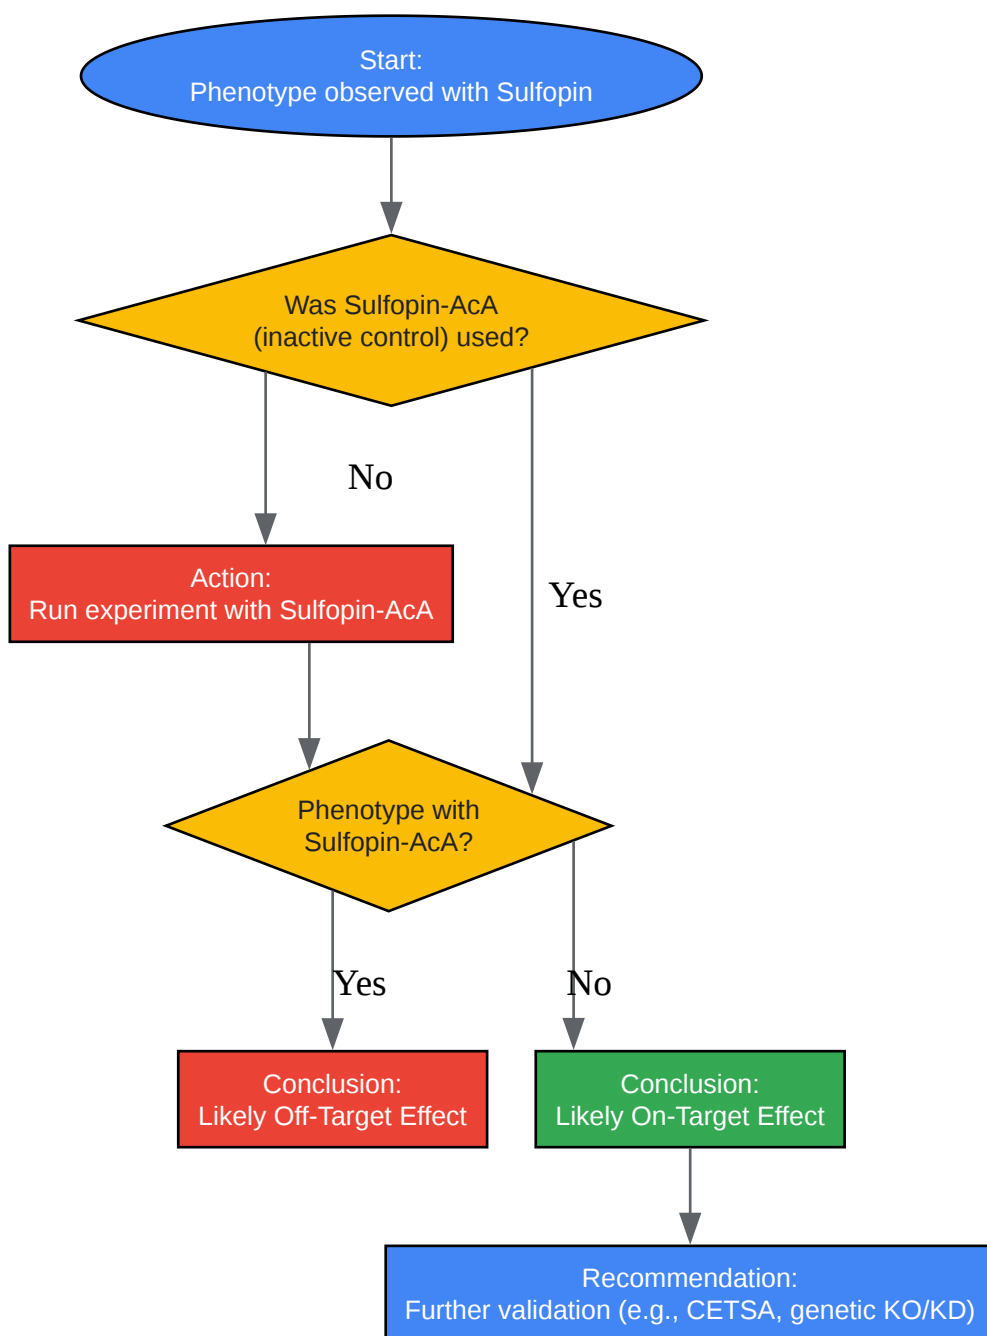 Start:
Phenotype observed with Sulfopin
Was Sulfopin-AcA
(inactive control) used?
No
Yes
Action:
Run experiment with Sulfopin-AcA
Phenotype with
Sulfopin-AcA?
Yes
No
Conclusion:
Likely Off-Target Effect
Conclusion:
Likely On-Target Effect
Recommendation:
Further validation (e.g., CETSA, genetic KO/KD)